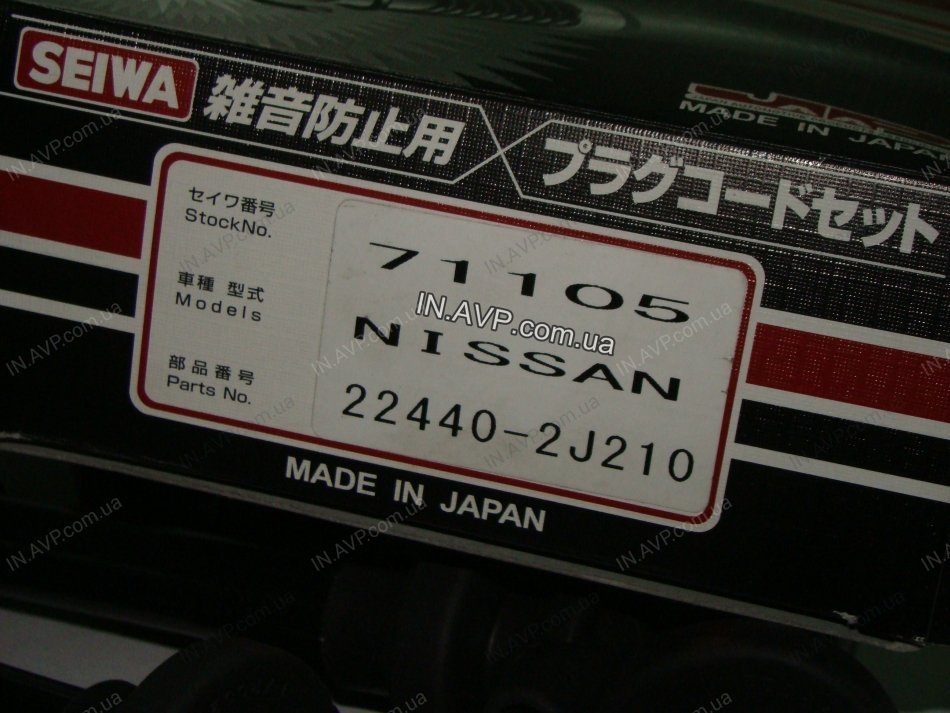 SEIWA
雑音防止用
プラグコードセット
MADE IN JAPAN
セイワ番号
StockNo.
71105
車種 型式
Models
NISSAN
部品番号
Parts No.
22440-2J210
MADE IN JAPAN
IN.AVP.com.ua